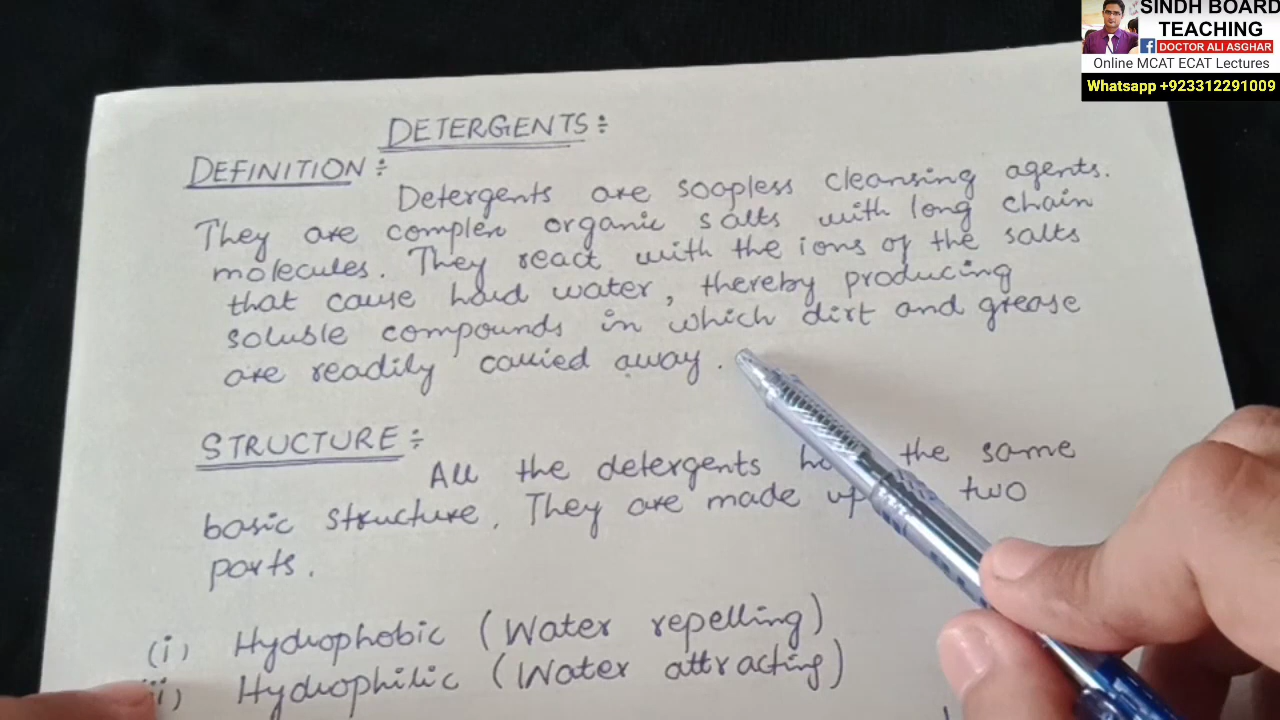 SINDH BOARD
TEACHING
f DOCTOR ALI ASGHAR
Online MCAT ECAT Lectures
Whatsapp +923312291009
DETERGENTS:
DEFINITION:
Detergents are soapless cleansing agents.
They are complex organic salts with long chain
molecules. They react with the ions of the salts
that cause hard water, thereby producing
soluble compounds in which dirt and grease
are readily carried away.
STRUCTURE:
All the detergents the same
basic structure. They are made up two
parts.
(i) Hydrophobic (Water repelling)
(ii) Hydrophilic (Water attracting)